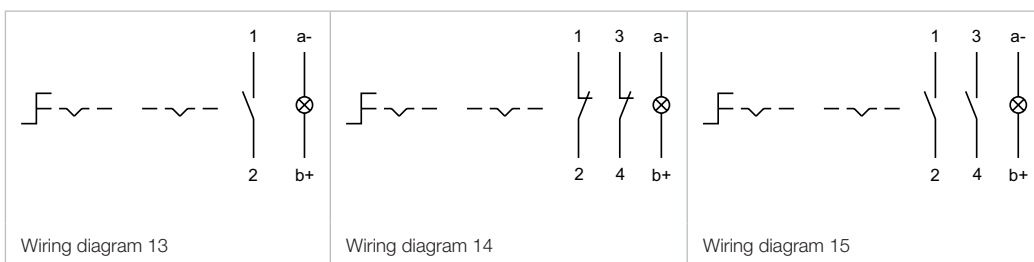 1 a-
2 b+
Wiring diagram 13
1 3 a-
2 4 b+
Wiring diagram 14
1 3 a-
2 4 b+
Wiring diagram 15